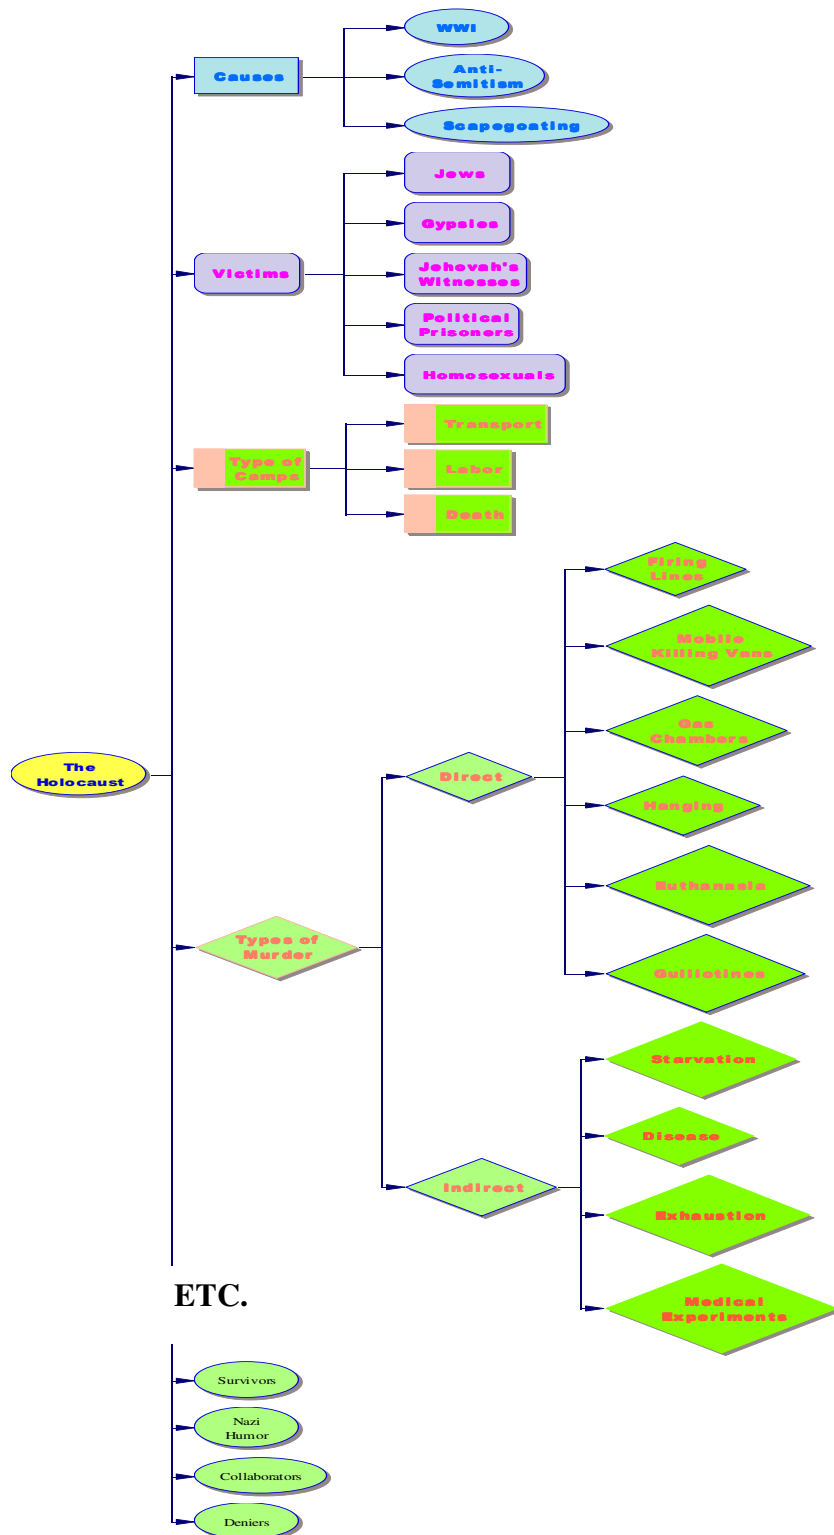 WWI
Anti-
Semitism
Causes
Scapegoating
Jews
Gypsies
Victims
Jehovah's
Witnesses
Political
Prisoners
Homosexuals
Transport
Type of
Camps
Labor
Death
Firing
Lines
Mobile
Killing Vans
Gas
Chambers
The
Holocaust
Direct
Hanging
Euthanasia
Types of
Murder
Guillotines
Starvation
Disease
Indirect
Exhaustion
ETC.
Medical
Experiments
Survivors
Nazi
Humor
Collaborators
Deniers